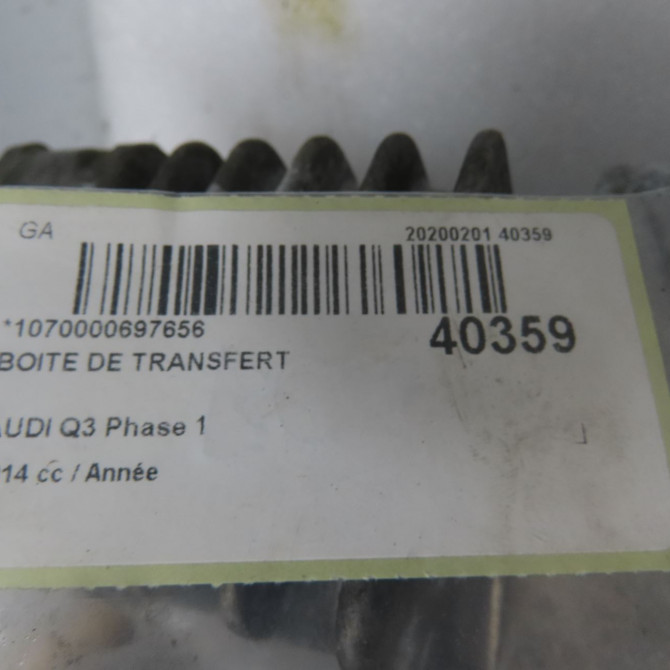 GA
20200201 40359
*1070000697656
40359
BOITE DE TRANSFERT
AUDI Q3 Phase 1
14 cc / Année